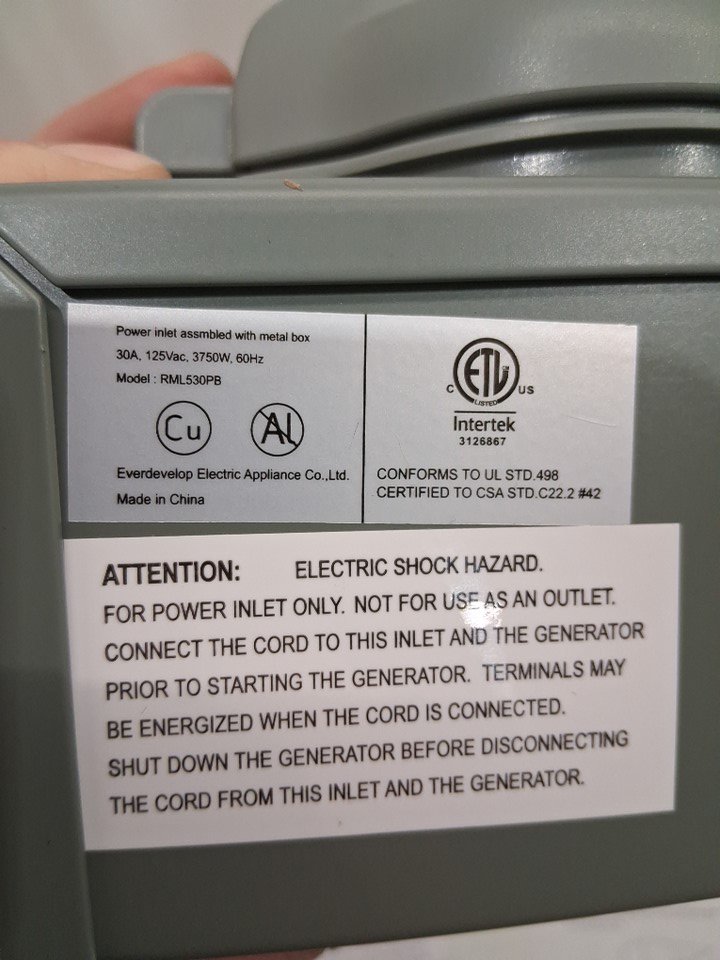 Power inlet assmbled with metal box
30A, 125Vac, 3750W, 60Hz
Model : RML530PB
Cu
Al
Everdevelop Electric Appliance Co.,Ltd.
Made in China
C ETL US
LISTED
Intertek
3126867
CONFORMS TO UL STD.498
CERTIFIED TO CSA STD.C22.2 #42
ATTENTION: ELECTRIC SHOCK HAZARD.
FOR POWER INLET ONLY. NOT FOR USE AS AN OUTLET.
CONNECT THE CORD TO THIS INLET AND THE GENERATOR
PRIOR TO STARTING THE GENERATOR. TERMINALS MAY
BE ENERGIZED WHEN THE CORD IS CONNECTED.
SHUT DOWN THE GENERATOR BEFORE DISCONNECTING
THE CORD FROM THIS INLET AND THE GENERATOR.